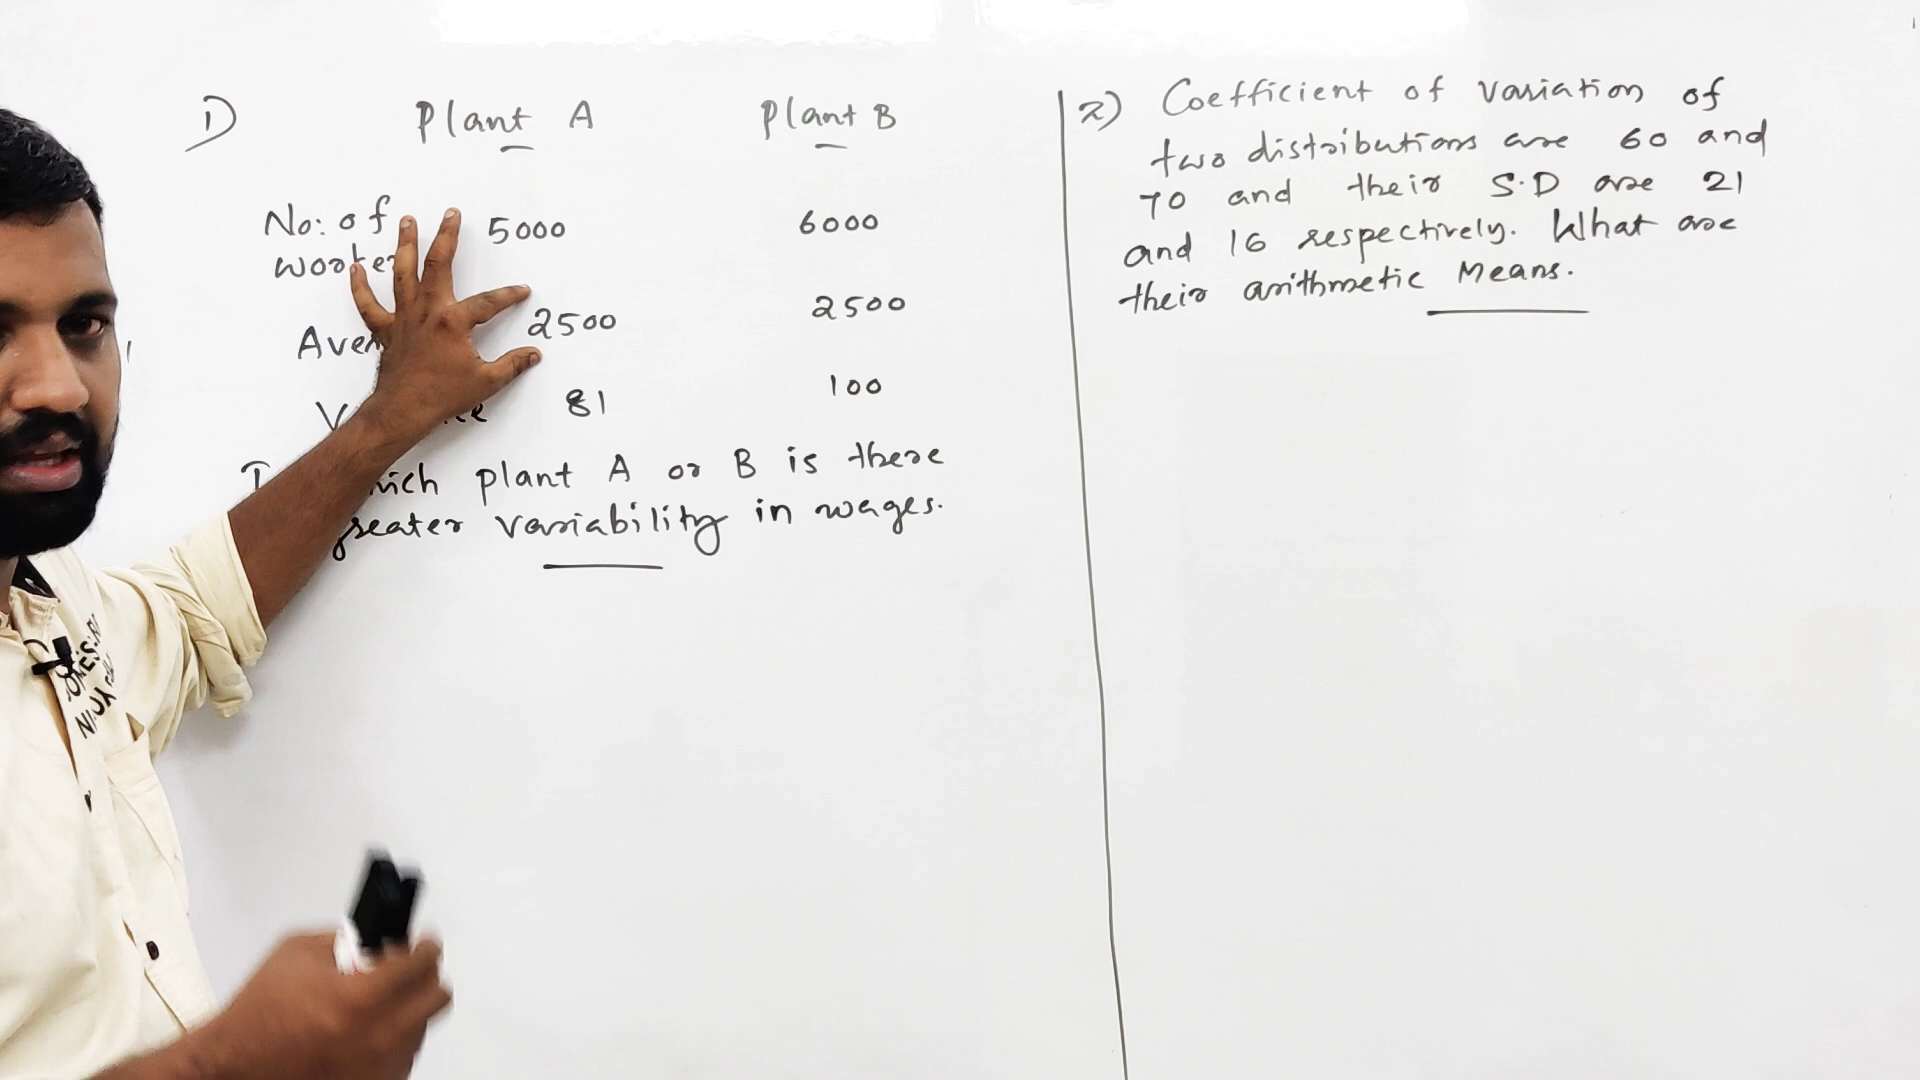 1)
Plant A Plant B
No: of 5000 6000
2500 2500
81 100
plant A or B is there
variability in wages.
2) Coefficient of variation of
two distributions are 60 and
70 and their S.D are 21
and 16 respectively. What are
their arithmetic Means.